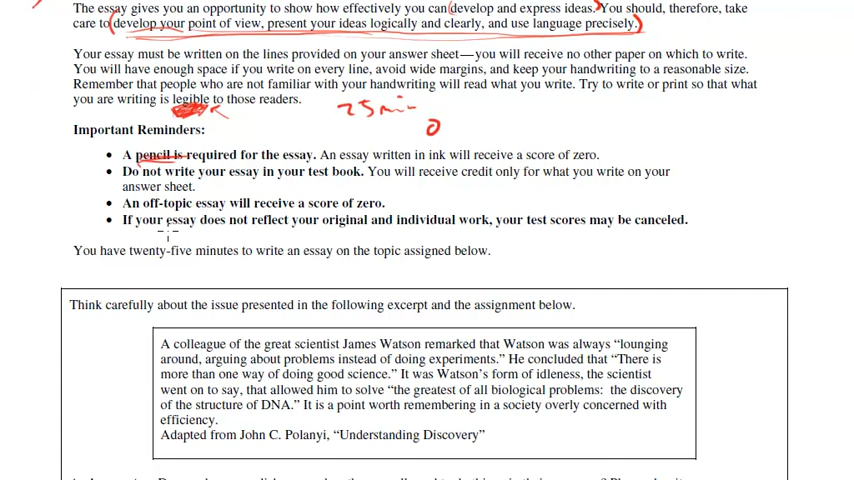 The essay gives you an opportunity to show how effectively you can develop and express ideas. You should, therefore, take
care to develop your point of view, present your ideas logically and clearly, and use language precisely.
Your essay must be written on the lines provided on your answer sheet—you will receive no other paper on which to write.
You will have enough space if you write on every line, avoid wide margins, and keep your handwriting to a reasonable size.
Remember that people who are not familiar with your handwriting will read what you write. Try to write or print so that what
you are writing is legible to those readers.
25 min
0
Important Reminders:
• A pencil is required for the essay. An essay written in ink will receive a score of zero.
• Do not write your essay in your test book. You will receive credit only for what you write on your
answer sheet.
• An off-topic essay will receive a score of zero.
• If your essay does not reflect your original and individual work, your test scores may be canceled.
You have twenty-five minutes to write an essay on the topic assigned below.
Think carefully about the issue presented in the following excerpt and the assignment below.
A colleague of the great scientist James Watson remarked that Watson was always “lounging
around, arguing about problems instead of doing experiments.” He concluded that “There is
more than one way of doing good science.” It was Watson’s form of idleness, the scientist
went on to say, that allowed him to solve “the greatest of all biological problems: the discovery
of the structure of DNA.” It is a point worth remembering in a society overly concerned with
efficiency.
Adapted from John C. Polanyi, “Understanding Discovery”